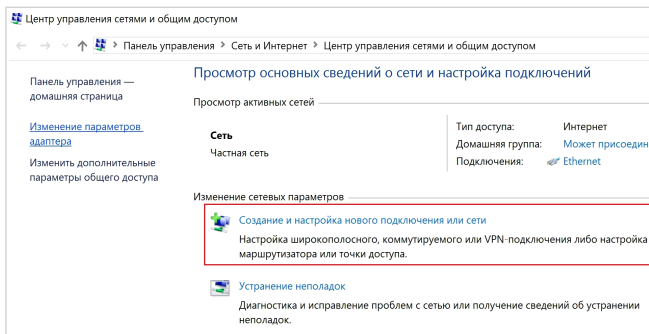 Центр управления сетями и общим доступом
Панель управления > Сеть и Интернет > Центр управления сетями и общим доступом
Панель управления —
домашняя страница
Изменение параметров
адаптера
Изменить дополнительные
параметры общего доступа
Просмотр основных сведений о сети и настройка подключений
Просмотр активных сетей
Сеть
Частная сеть
Тип доступа: Интернет
Домашняя группа: Может присоедин
Подключения: Ethernet
Изменение сетевых параметров
Создание и настройка нового подключения или сети
Настройка широкополосного, коммутируемого или VPN-подключения либо настройка
маршрутизатора или точки доступа.
Устранение неполадок
Диагностика и исправление проблем с сетью или получение сведений об устранении
неполадок.